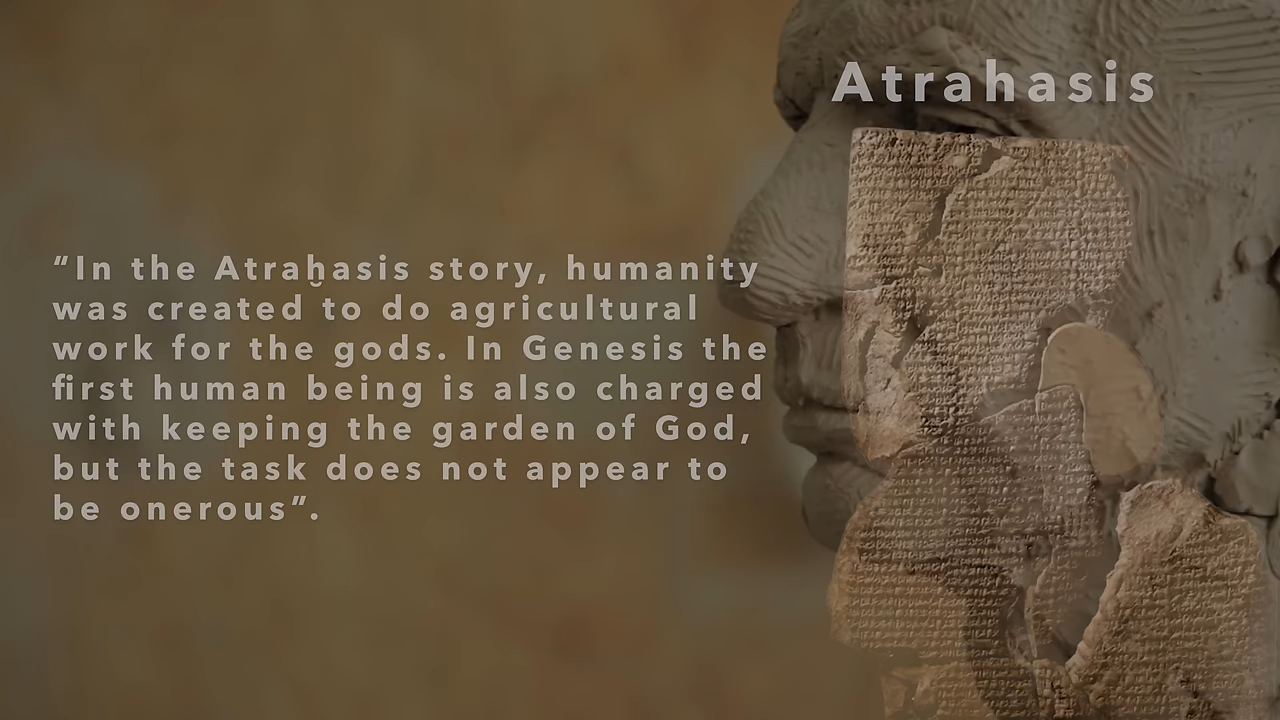 Atrahasis
“In the Atraḫasis story, humanity
was created to do agricultural
work for the gods. In Genesis the
first human being is also charged
with keeping the garden of God,
but the task does not appear to
be onerous”.